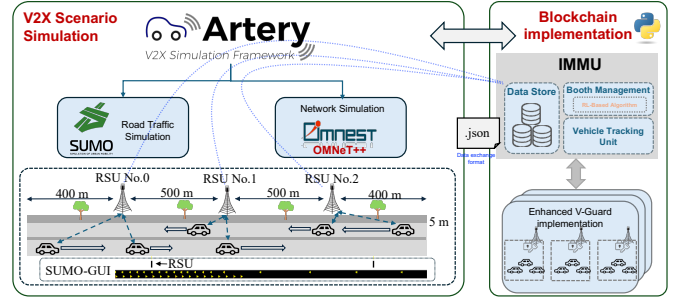 V2X Scenario
Simulation
Artery
V2X Simulation Framework
Road Traffic
Simulation
SUMO
Network Simulation
OMNEST
OMNeT++
RSU No.0
RSU No.1
RSU No.2
400 m
500 m
500 m
400 m
5 m
SUMO-GUI
RSU
.json
Data exchange
format
Blockchain
implementation
IMMU
Data Store
Booth Management
RL-Based Algorithm
Vehicle Tracking
Unit
Enhanced V-Guard
implementation